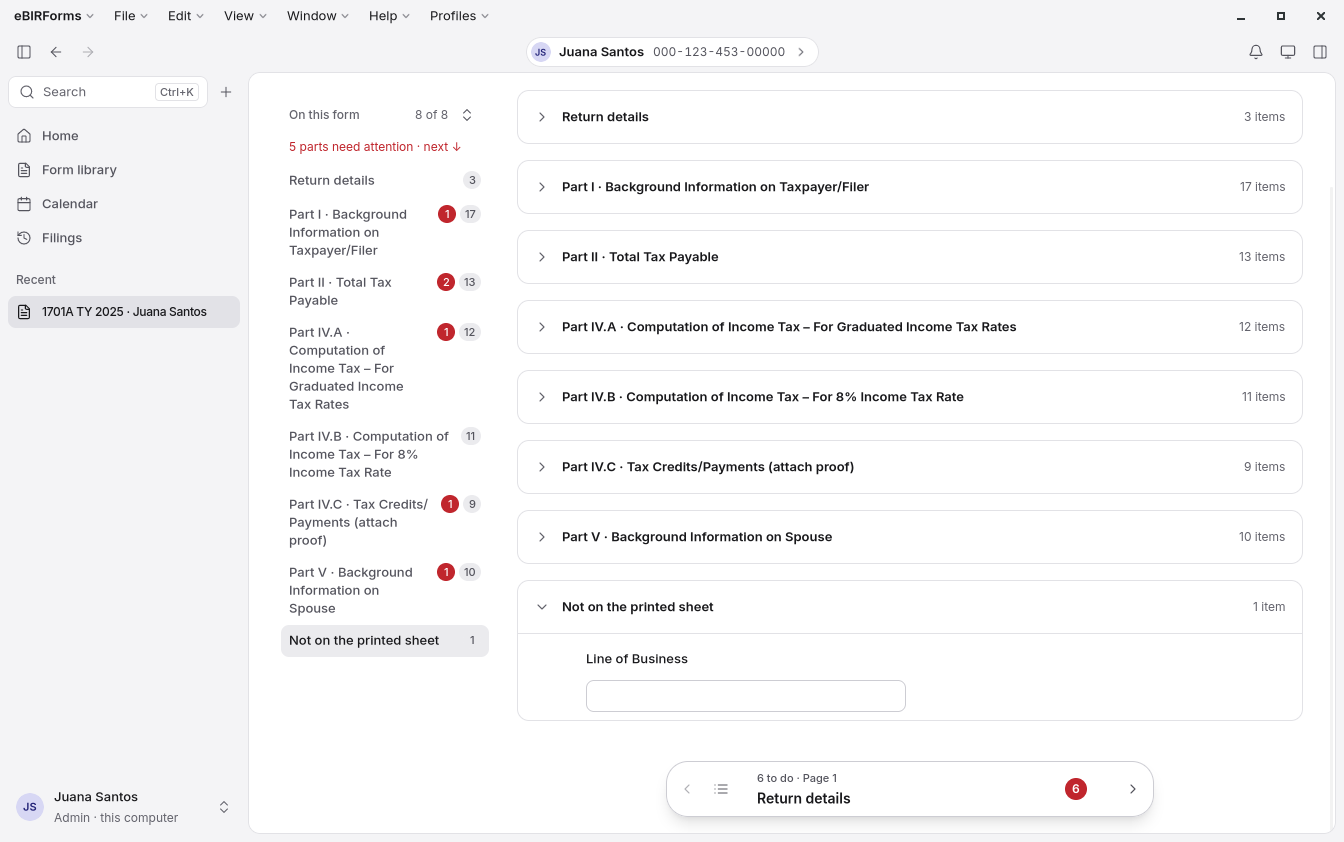 eBIRForms File Edit View Window Help Profiles
JS Juana Santos 000-123-453-00000
Search Ctrl+K
Home
Form library
Calendar
Filings
Recent
1701A TY 2025 · Juana Santos
JS Juana Santos
Admin · this computer
On this form 8 of 8
5 parts need attention · next ↓
Return details 3
Part I · Background 1 17
Information on
Taxpayer/Filer
Part II · Total Tax 2 13
Payable
Part IV.A · 1 12
Computation of
Income Tax – For
Graduated Income
Tax Rates
Part IV.B · Computation of 11
Income Tax – For 8%
Income Tax Rate
Part IV.C · Tax Credits/ 1 9
Payments (attach
proof)
Part V · Background 1 10
Information on
Spouse
Not on the printed sheet 1
Return details 3 items
Part I · Background Information on Taxpayer/Filer 17 items
Part II · Total Tax Payable 13 items
Part IV.A · Computation of Income Tax – For Graduated Income Tax Rates 12 items
Part IV.B · Computation of Income Tax – For 8% Income Tax Rate 11 items
Part IV.C · Tax Credits/Payments (attach proof) 9 items
Part V · Background Information on Spouse 10 items
Not on the printed sheet 1 item
Line of Business
6 to do · Page 1
Return details 6